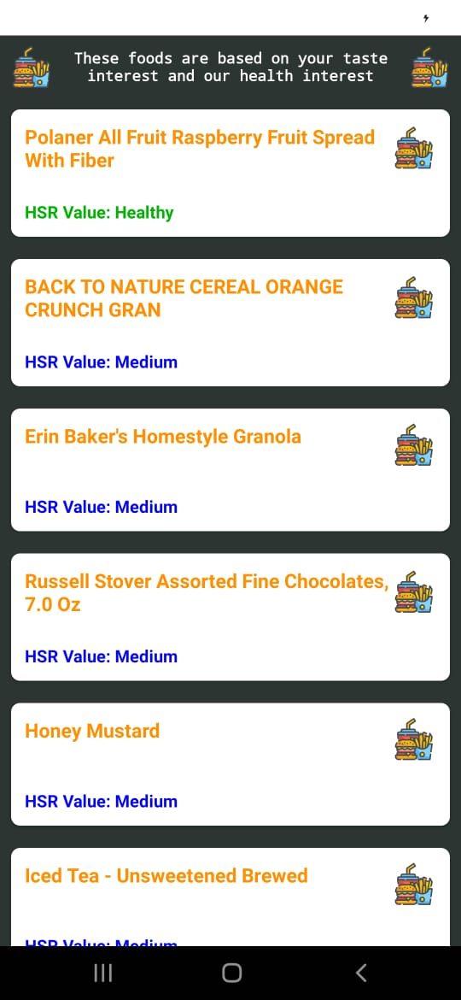 These foods are based on your taste
interest and our health interest
Polaner All Fruit Raspberry Fruit Spread
With Fiber
HSR Value: Healthy
BACK TO NATURE CEREAL ORANGE
CRUNCH GRAN
HSR Value: Medium
Erin Baker's Homestyle Granola
HSR Value: Medium
Russell Stover Assorted Fine Chocolates,
7.0 Oz
HSR Value: Medium
Honey Mustard
HSR Value: Medium
Iced Tea - Unsweetened Brewed
HSR Value: Medium